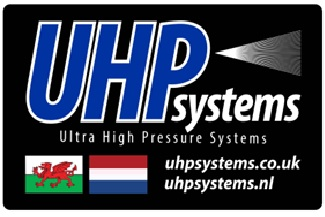 UHP
systems
Ultra High Pressure Systems
uhpsystems.co.uk
uhpsystems.nl